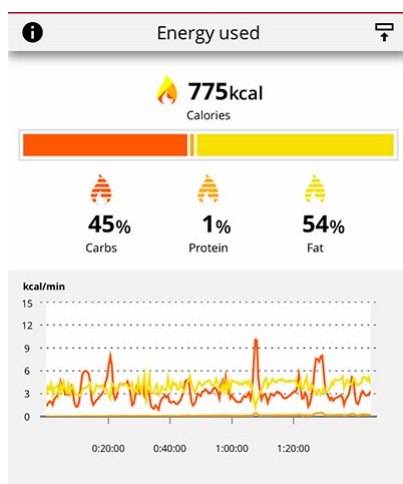 Energy used
775kcal
Calories
45% 1% 54%
Carbs Protein Fat
kcal/min
15
12
9
6
3
0
0:20:00 0:40:00 1:00:00 1:20:00